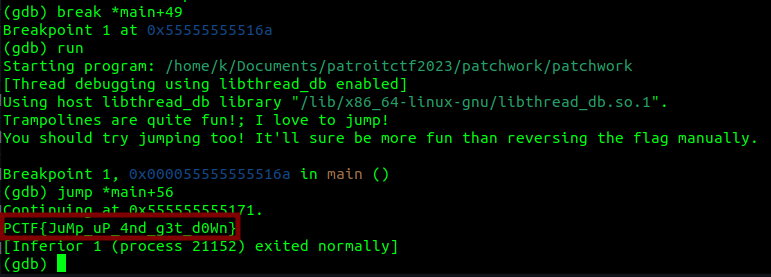 (gdb) break *main+49
Breakpoint 1 at 0x55555555516a
(gdb) run
Starting program: /home/k/Documents/patroitctf2023/patchwork/patchwork
[Thread debugging using libthread_db enabled]
Using host libthread_db library "/lib/x86_64-linux-gnu/libthread_db.so.1".
Trampolines are quite fun!; I love to jump!
You should try jumping too! It'll sure be more fun than reversing the flag manually.
Breakpoint 1, 0x000055555555516a in main ()
(gdb) jump *main+56
Continuing at 0x555555555171.
PCTF{JuMp_uP_4nd_g3t_d0Wn}
[Inferior 1 (process 21152) exited normally]
(gdb)